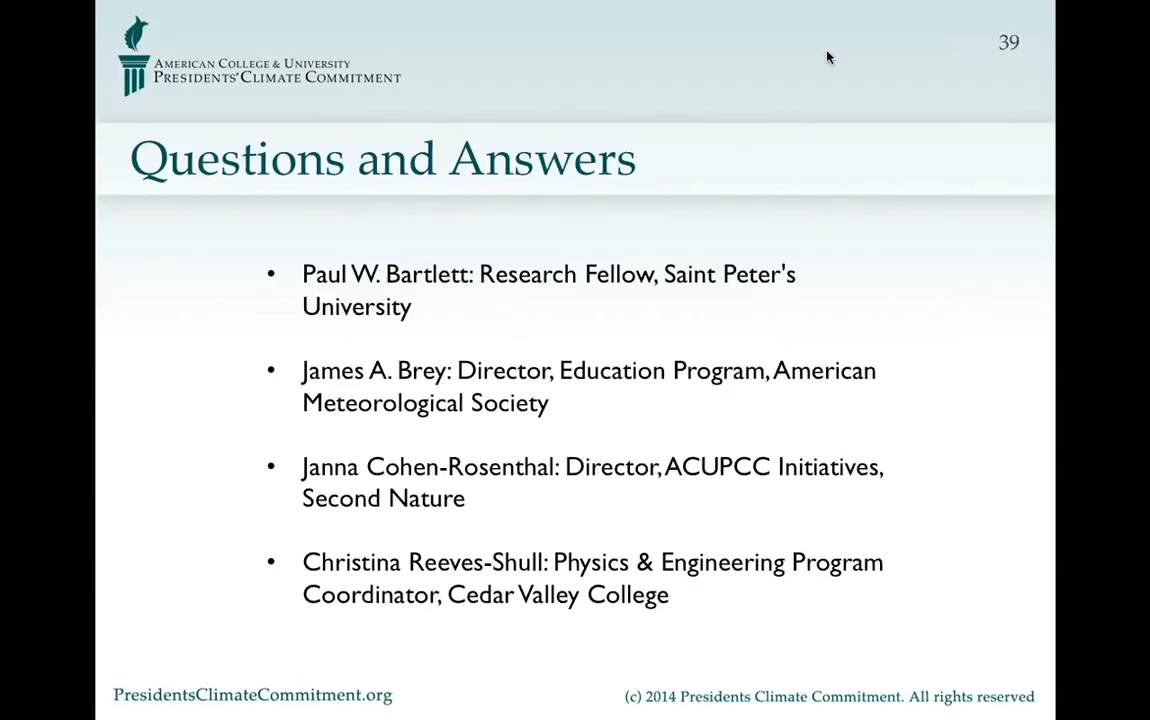 39
AMERICAN COLLEGE & UNIVERSITY
PRESIDENTS' CLIMATE COMMITMENT
Questions and Answers
• Paul W. Bartlett: Research Fellow, Saint Peter's
University
• James A. Brey: Director, Education Program, American
Meteorological Society
• Janna Cohen-Rosenthal: Director, ACUPCC Initiatives,
Second Nature
• Christina Reeves-Shull: Physics & Engineering Program
Coordinator, Cedar Valley College
PresidentsClimateCommitment.org
(c) 2014 Presidents Climate Commitment. All rights reserved